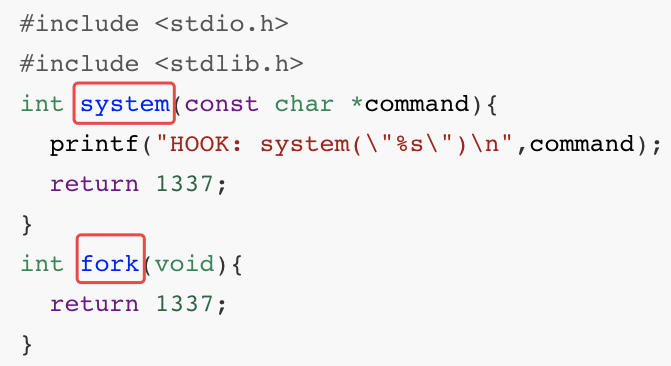 #include <stdio.h>
#include <stdlib.h>
int system(const char *command){
  printf("HOOK: system(\"%s\")\n",command);
  return 1337;
}
int fork(void){
  return 1337;
}